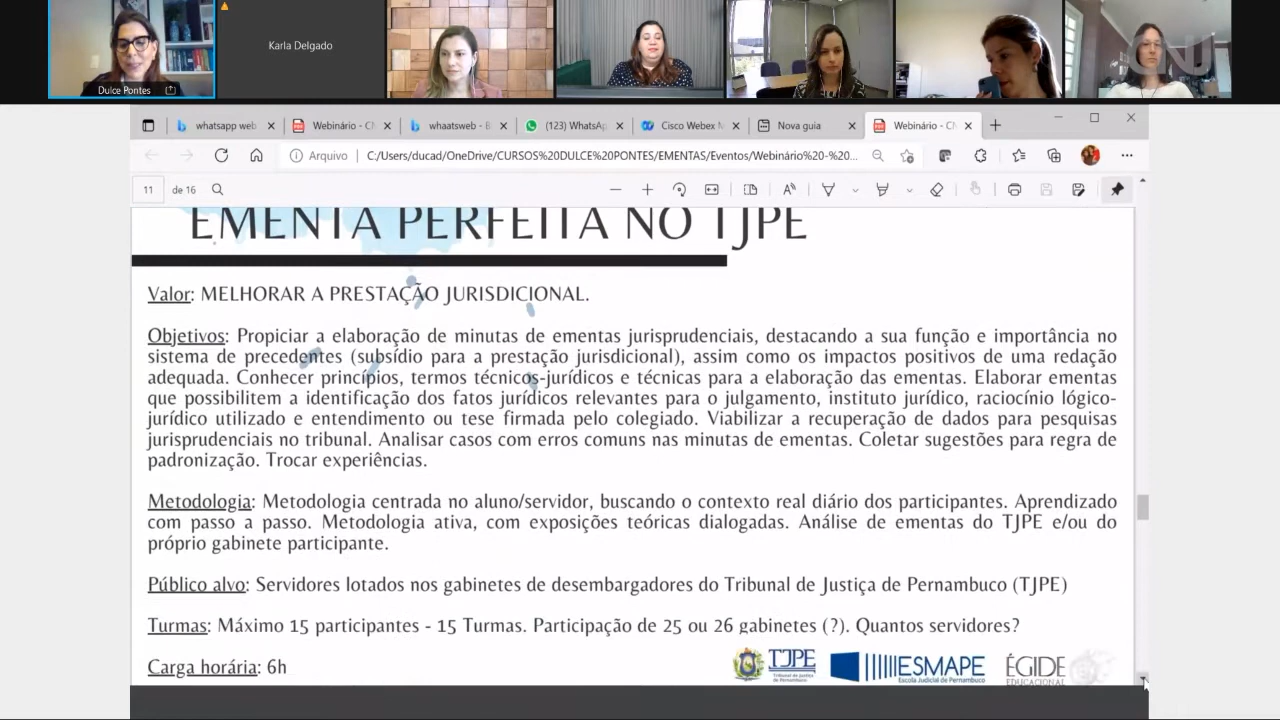 Karla Delgado
Dulce Pontes
CNJ
whatsapp web
Webinário - C
whaatsweb - B
(123) WhatsAp
Cisco Webex M
Nova guia
Webinário - C
Arquivo
C:/Users/ducad/OneDrive/CURSOS%20DULCE%20PONTES/EMENTAS/Eventos/Webinário%20-%20...
11 de 16
EMENTA PERFEITA NO TJPE
Valor: MELHORAR A PRESTAÇÃO JURISDICIONAL.
Objetivos: Propiciar a elaboração de minutas de ementas jurisprudenciais, destacando a sua função e importância no
sistema de precedentes (subsídio para a prestação jurisdicional), assim como os impactos positivos de uma redação
adequada. Conhecer princípios, termos técnicos-jurídicos e técnicas para a elaboração das ementas. Elaborar ementas
que possibilitem a identificação dos fatos jurídicos relevantes para o julgamento, instituto jurídico, raciocínio lógico-
jurídico utilizado e entendimento ou tese firmada pelo colegiado. Viabilizar a recuperação de dados para pesquisas
jurisprudenciais no tribunal. Analisar casos com erros comuns nas minutas de ementas. Coletar sugestões para regra de
padronização. Trocar experiências.
Metodologia: Metodologia centrada no aluno/servidor, buscando o contexto real diário dos participantes. Aprendizado
com passo a passo. Metodologia ativa, com exposições teóricas dialogadas. Análise de ementas do TJPE e/ou do
próprio gabinete participante.
Público alvo: Servidores lotados nos gabinetes de desembargadores do Tribunal de Justiça de Pernambuco (TJPE)
Turmas: Máximo 15 participantes - 15 Turmas. Participação de 25 ou 26 gabinetes (?). Quantos servidores?
Carga horária: 6h
TJPE
Tribunal de Justiça
de Pernambuco
ESMAPE
Escola Judicial de Pernambuco
ÉGIDE
EDUCACIONAL